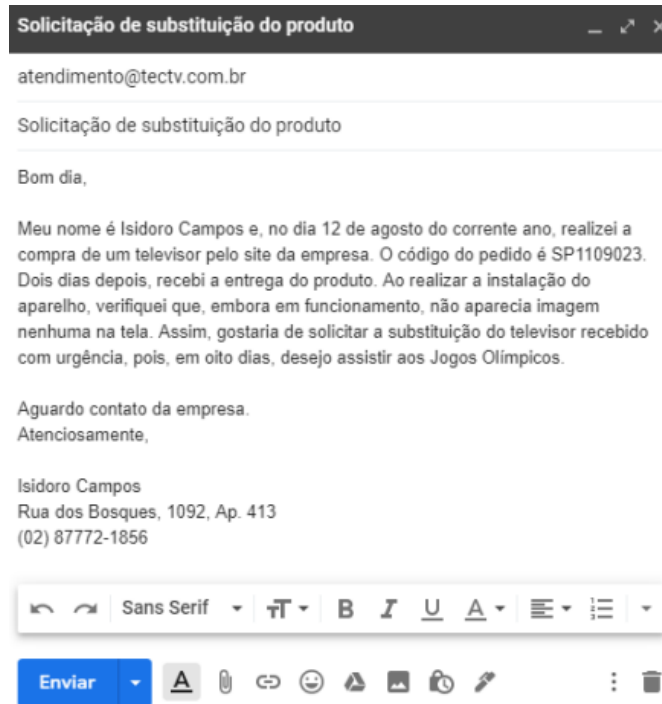 Solicitação de substituição do produto
atendimento@tectv.com.br
Solicitação de substituição do produto
Bom dia,
Meu nome é Isidoro Campos e, no dia 12 de agosto do corrente ano, realizei a
compra de um televisor pelo site da empresa. O código do pedido é SP1109023.
Dois dias depois, recebi a entrega do produto. Ao realizar a instalação do
aparelho, verifiquei que, embora em funcionamento, não aparecia imagem
nenhuma na tela. Assim, gostaria de solicitar a substituição do televisor recebido
com urgência, pois, em oito dias, desejo assistir aos Jogos Olímpicos.
Aguardo contato da empresa.
Atenciosamente,
Isidoro Campos
Rua dos Bosques, 1092, Ap. 413
(02) 87772-1856
Sans Serif
Enviar